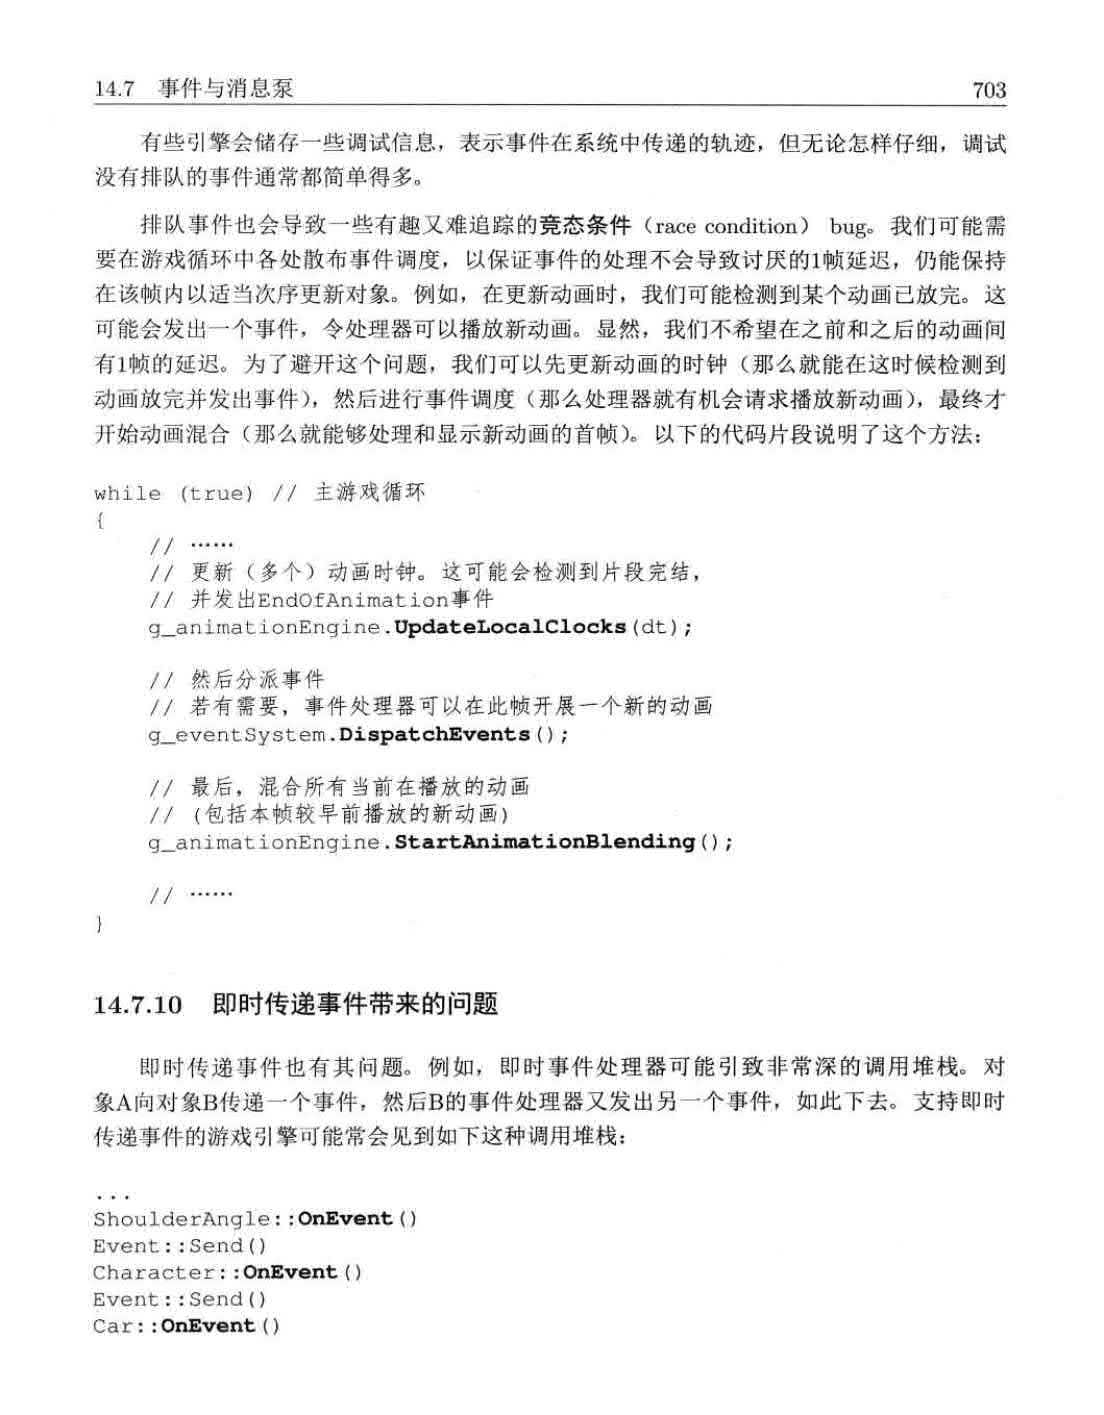 14.7 事件与消息泵 703
有些引擎会储存一些调试信息，表示事件在系统中传递的轨迹，但无论怎样仔细，调试
没有排队的事件通常都简单得多。
排队事件也会导致一些有趣又难追踪的竞态条件（race condition） bug。我们可能需
要在游戏循环中各处散布事件调度，以保证事件的处理不会导致讨厌的1帧延迟，仍能保持
在该帧内以适当次序更新对象。例如，在更新动画时，我们可能检测到某个动画已放完。这
可能会发出一个事件，令处理器可以播放新动画。显然，我们不希望在之前和之后的动画间
有1帧的延迟。为了避开这个问题，我们可以先更新动画的时钟（那么就能在这时候检测到
动画放完并发出事件），然后进行事件调度（那么处理器就有机会请求播放新动画），最终才
开始动画混合（那么就能够处理和显示新动画的首帧）。以下的代码片段说明了这个方法：
while (true) // 主游戏循环
{
// ······
// 更新（多个）动画时钟。这可能会检测到片段完结，
// 并发出EndOfAnimation事件
g_animationEngine.UpdateLocalClocks(dt);
// 然后分派事件
// 若有需要，事件处理器可以在此帧开展一个新的动画
g_eventSystem.DispatchEvents();
// 最后，混合所有当前在播放的动画
// (包括本帧较早前播放的新动画)
g_animationEngine.StartAnimationBlending();
// ······
}
14.7.10 即时传递事件带来的问题
即时传递事件也有其问题。例如，即时事件处理器可能引致非常深的调用堆栈。对
象A向对象B传递一个事件，然后B的事件处理器又发出另一个事件，如此下去。支持即时
传递事件的游戏引擎可能常会见到如下这种调用堆栈：
...
ShoulderAngle::OnEvent()
Event::Send()
Character::OnEvent()
Event::Send()
Car::OnEvent()